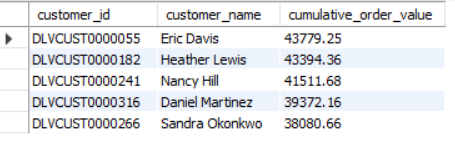 customer_id customer_name cumulative_order_value
DLVCUST0000055 Eric Davis 43779.25
DLVCUST0000182 Heather Lewis 43394.36
DLVCUST0000241 Nancy Hill 41511.68
DLVCUST0000316 Daniel Martinez 39372.16
DLVCUST0000266 Sandra Okonkwo 38080.66